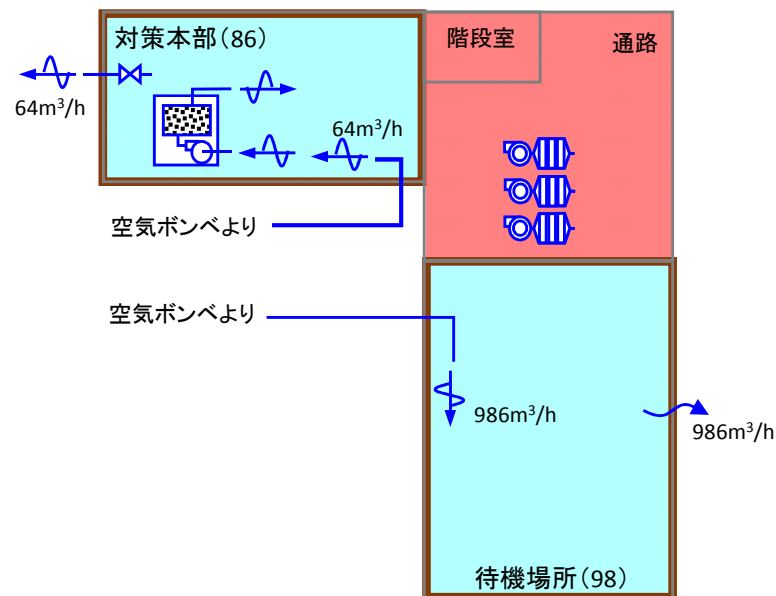 対策本部（86）
階段室
通路
64m³/h
64m³/h
空気ボンベより
空気ボンベより
986m³/h
986m³/h
待機場所（98）